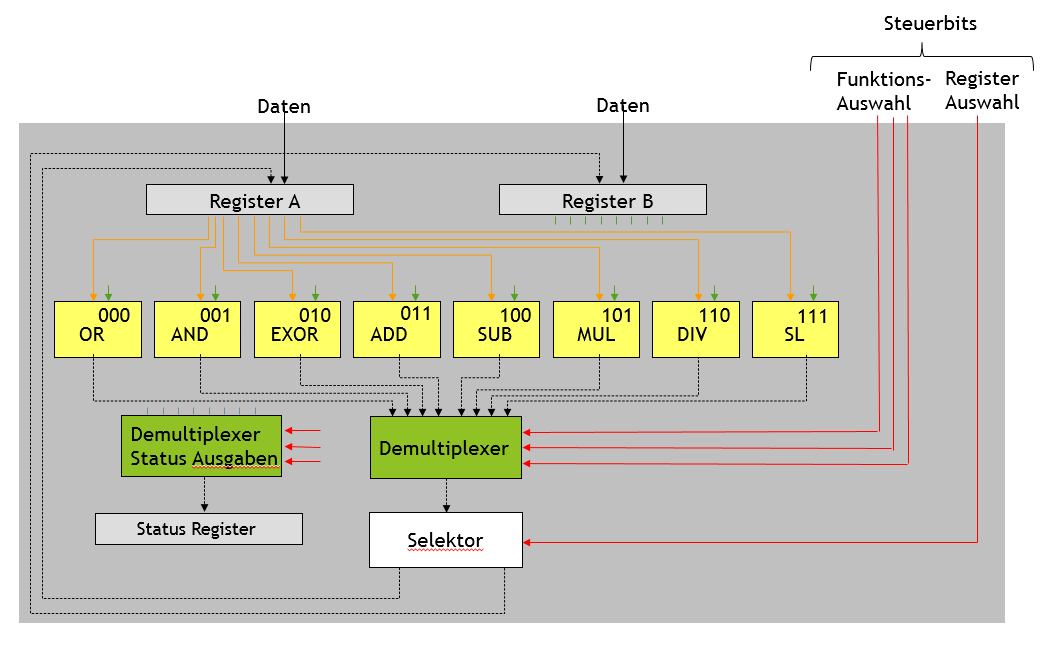 Steuerbits
Funktions-
Auswahl
Register
Auswahl
Daten
Daten
Register A
Register B
000
OR
001
AND
010
EXOR
011
ADD
100
SUB
101
MUL
110
DIV
111
SL
Demultiplexer
Status Ausgaben
Demultiplexer
Status Register
Selektor